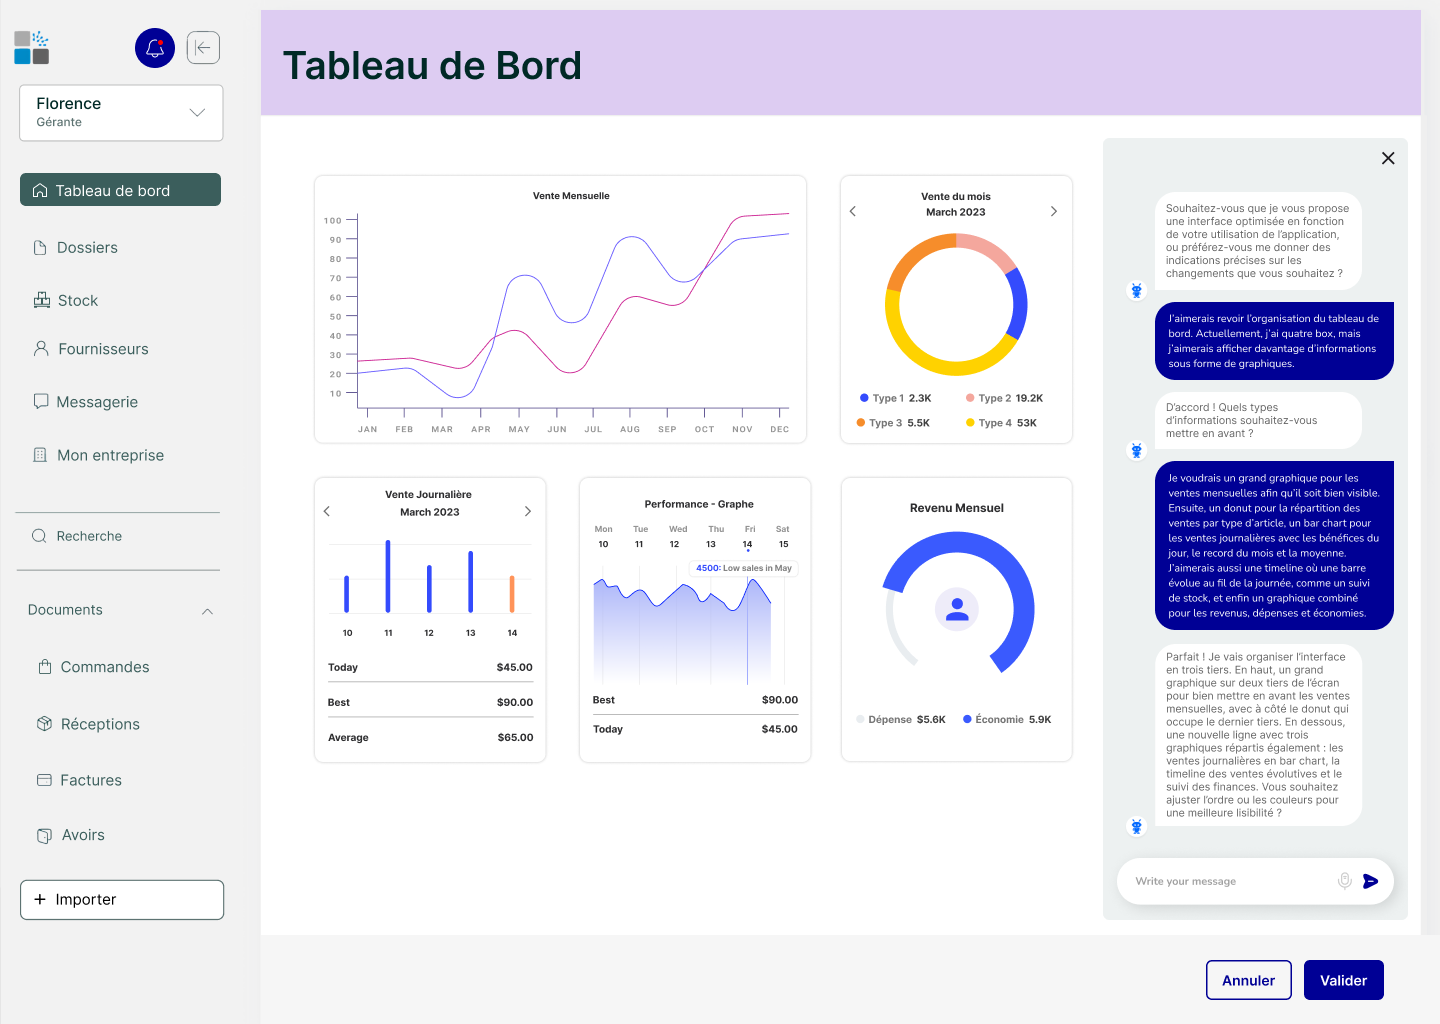 Tableau de Bord
Florence
Gérante
Tableau de bord
Dossiers
Stock
Fournisseurs
Messagerie
Mon entreprise
Recherche
Documents
Commandes
Réceptions
Factures
Avoirs
+ Importer
Vente Mensuelle
100
90
80
70
60
50
40
30
20
10
JAN FEB MAR APR MAY JUN JUL AUG SEP OCT NOV DEC
Vente du mois
March 2023
Type 1 2.3K Type 2 19.2K
Type 3 5.5K Type 4 53K
Vente Journalière
March 2023
10 11 12 13 14
Today $45.00
Best $90.00
Average $65.00
Performance - Graphe
Mon Tue Wed Thu Fri Sat
10 11 12 13 14 15
4500: Low sales in May
Best $90.00
Today $45.00
Revenu Mensuel
Dépense $5.6K Économie 5.9K
Souhaitez-vous que je vous propose
une interface optimisée en fonction
de votre utilisation de l'application,
ou préférez-vous me donner des
indications précises sur les
changements que vous souhaitez ?
J'aimerais revoir l'organisation du tableau de
bord. Actuellement, j'ai quatre box, mais
j'aimerais afficher davantage d'informations
sous forme de graphiques.
D'accord ! Quels types
d'informations souhaitez-vous
mettre en avant ?
Je voudrais un grand graphique pour les
ventes mensuelles afin qu'il soit bien visible.
Ensuite, un donut pour la répartition des
ventes par type d'article, un bar chart pour
les ventes journalières avec les bénéfices du
jour, le record du mois et la moyenne.
J'aimerais aussi une timeline où une barre
évolue au fil de la journée, comme un suivi
de stock, et enfin un graphique combiné
pour les revenus, dépenses et économies.
Parfait ! Je vais organiser l'interface
en trois tiers. En haut, un grand
graphique sur deux tiers de l'écran
pour bien mettre en avant les ventes
mensuelles, avec à côté le donut qui
occupe le dernier tiers. En dessous,
une nouvelle ligne avec trois
graphiques répartis également : les
ventes journalières en bar chart, la
timeline des ventes évolutives et le
suivi des finances. Vous souhaitez
ajuster l'ordre ou les couleurs pour
une meilleure lisibilité ?
Write your message
Annuler
Valider